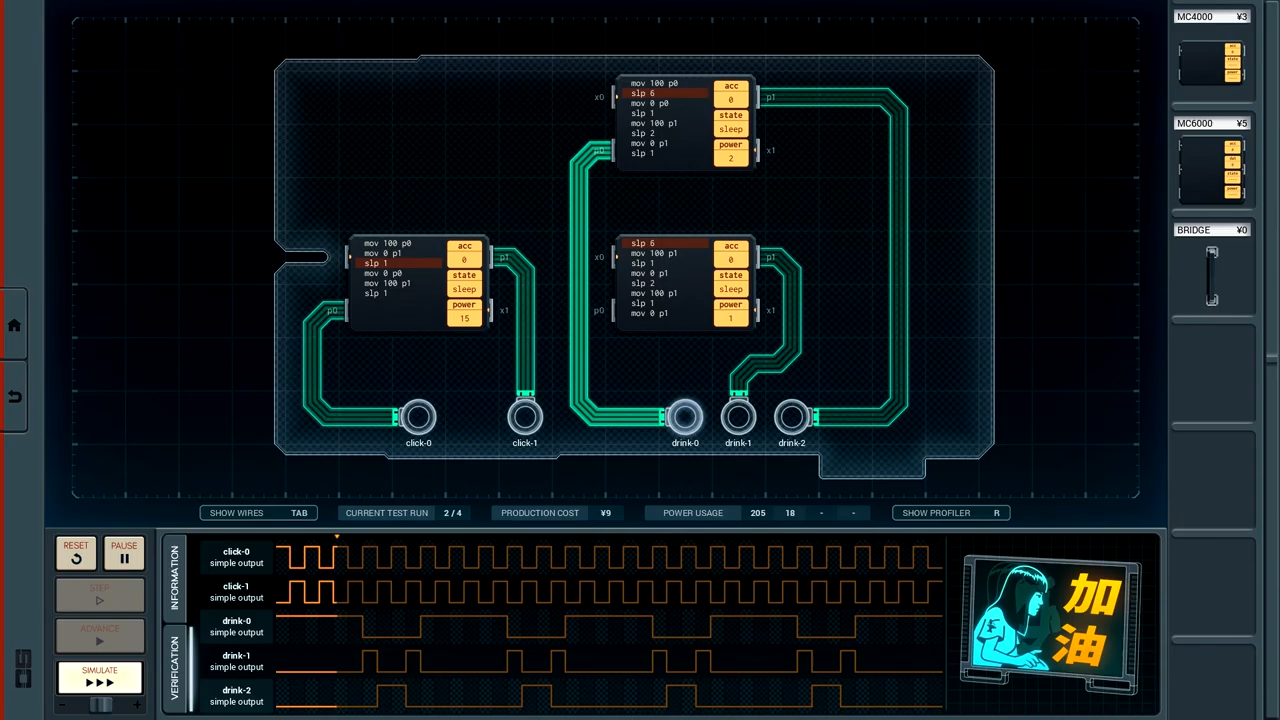 MC4000 ¥3
mov 100 p0
slp 6
mov 0 p0
slp 1
mov 100 p1
slp 2
mov 0 p1
slp 1
acc
0
state
sleep
power
2
x0
p0
p1
x1
MC6000 ¥5
BRIDGE ¥0
mov 100 p0
mov 0 p1
slp 1
mov 0 p0
mov 100 p1
slp 1
acc
0
state
sleep
power
15
p0
p1
x1
slp 6
mov 100 p1
slp 1
mov 0 p1
slp 2
mov 100 p1
slp 1
mov 0 p1
acc
0
state
sleep
power
1
x0
p0
p1
x1
click-0
click-1
drink-0
drink-1
drink-2
SHOW WIRES TAB
CURRENT TEST RUN 2 / 4
PRODUCTION COST ¥9
POWER USAGE 205 18 - -
SHOW PROFILER R
RESET
PAUSE
STEP
ADVANCE
SIMULATE
- +
INFORMATION
VERIFICATION
click-0
simple output
click-1
simple output
drink-0
simple output
drink-1
simple output
drink-2
simple output
加
油